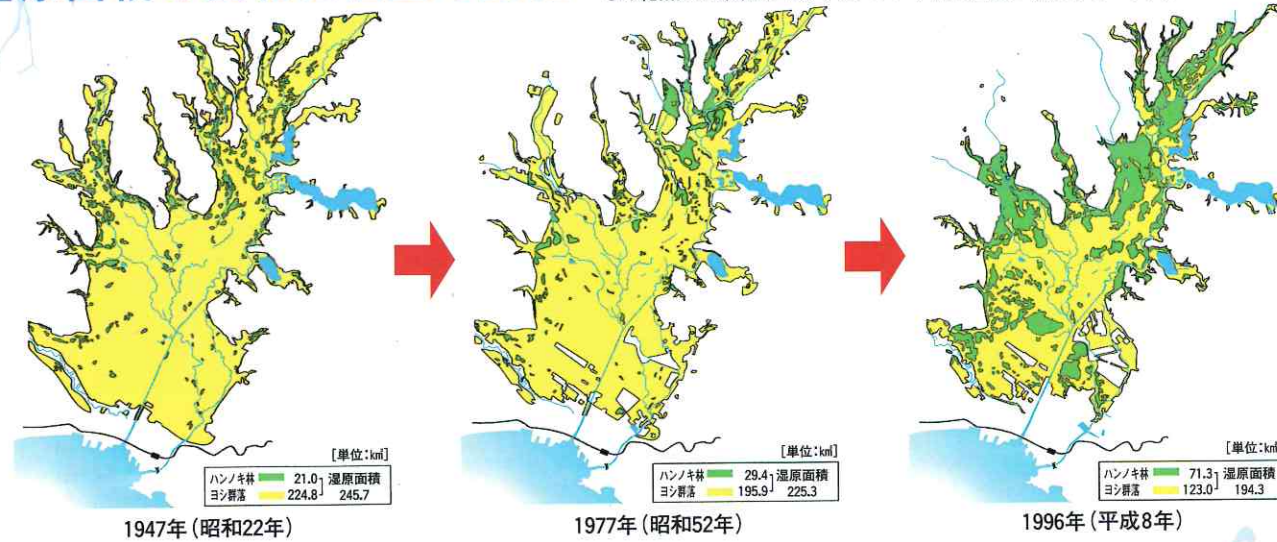 [単位:k㎡]
ハンノキ林 21.0 湿原面積
ヨシ群落 224.8 245.7
1947年(昭和22年)
[単位:k㎡]
ハンノキ林 29.4 湿原面積
ヨシ群落 195.9 225.3
1977年(昭和52年)
[単位:k㎡]
ハンノキ林 71.3 湿原面積
ヨシ群落 123.0 194.3
1996年(平成8年)